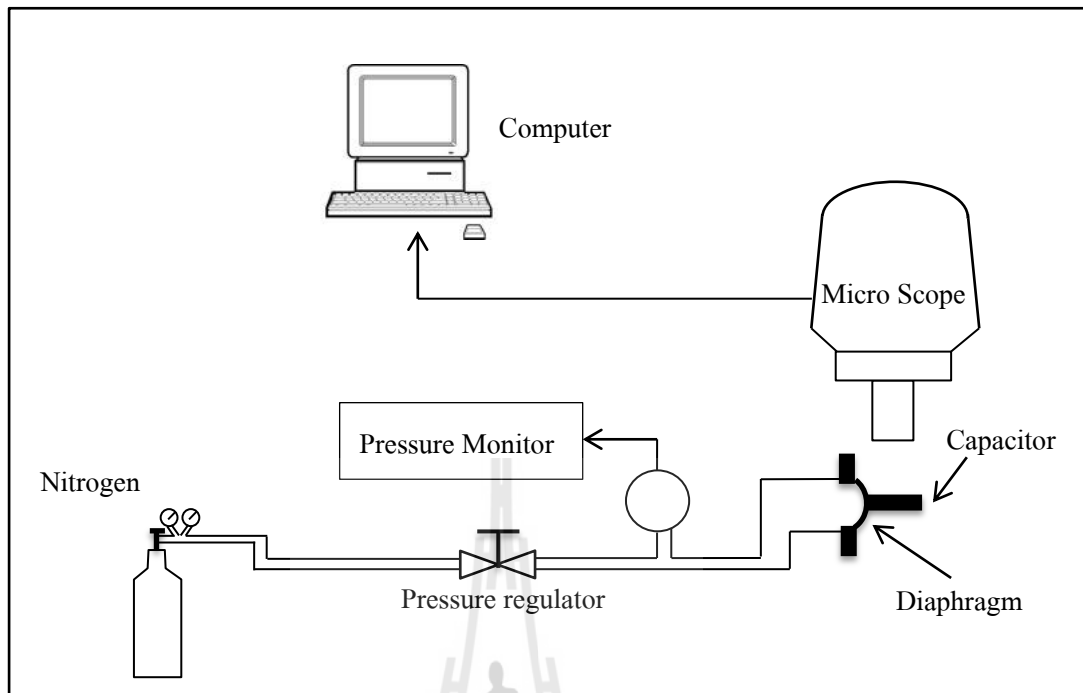 Computer
Micro Scope
Pressure Monitor
Capacitor
Nitrogen
Pressure regulator
Diaphragm